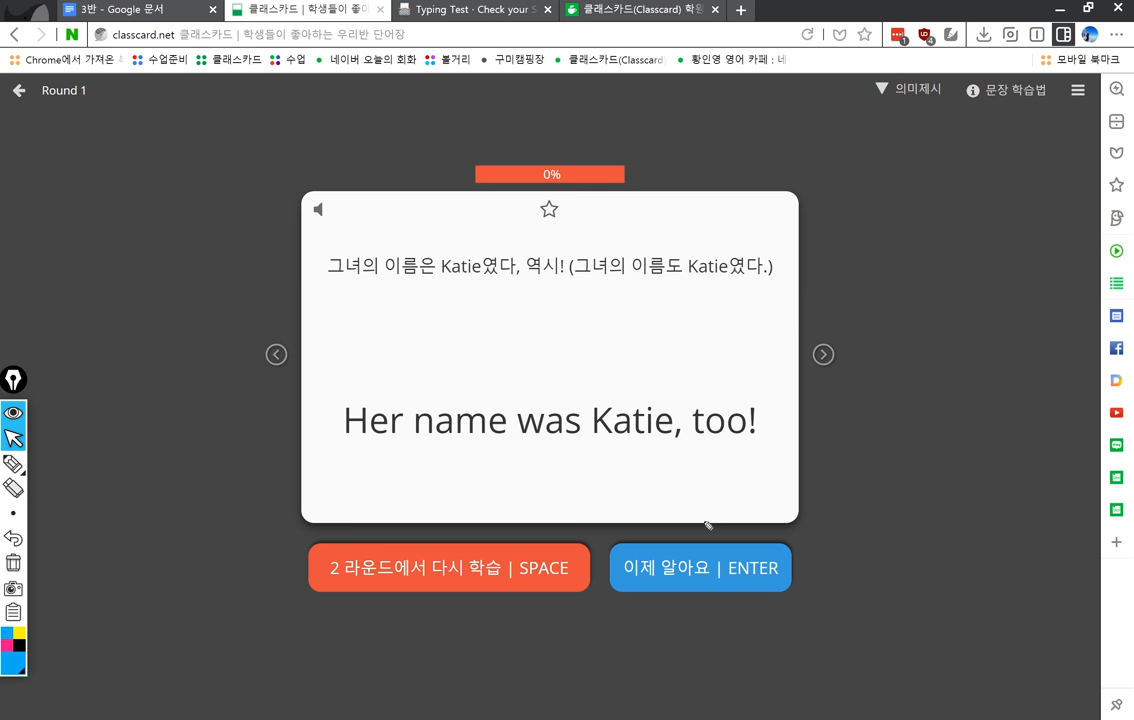 3반 - Google 문서
클래스카드 | 학생들이 좋아
Typing Test · Check your S
클래스카드(Classcard) 학원
classcard.net 클래스카드 | 학생들이 좋아하는 우리반 단어장
Chrome에서 가져온 수업준비 클래스카드 수업 네이버 오늘의 회화 볼거리 구미캠핑장 클래스카드(Classcard) 황인영 영어 카페 : 네 모바일 북마크
Round 1
의미제시
문장 학습법
0%
그녀의 이름은 Katie였다, 역시! (그녀의 이름도 Katie였다.)
Her name was Katie, too!
2 라운드에서 다시 학습 | SPACE
이제 알아요 | ENTER